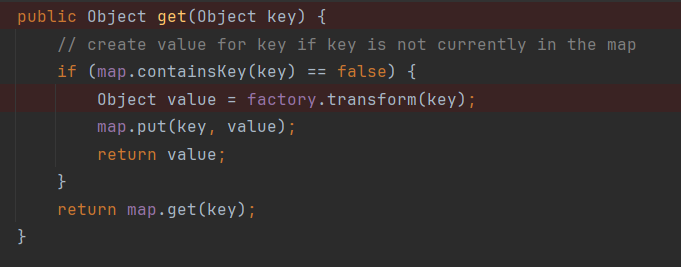 public Object get(Object key) {
    // create value for key if key is not currently in the map
    if (map.containsKey(key) == false) {
        Object value = factory.transform(key);
        map.put(key, value);
        return value;
    }
    return map.get(key);
}